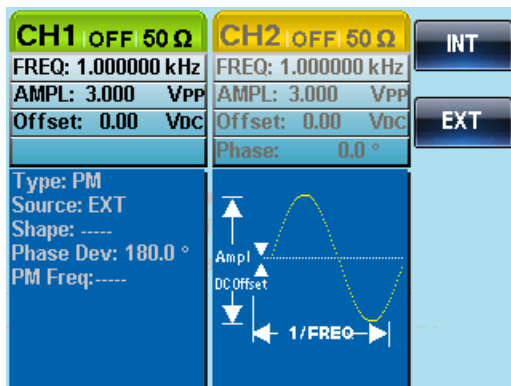 CH1 OFF 50 Ω
FREQ: 1.000000 kHz
AMPL: 3.000 VPP
Offset: 0.00 VDC
CH2 OFF 50 Ω
FREQ: 1.000000 kHz
AMPL: 3.000 VPP
Offset: 0.00 VDC
Phase: 0.0 °
INT
EXT
Type: PM
Source: EXT
Shape: -----
Phase Dev: 180.0 °
PM Freq:-----
Ampl
DC Offset
1/FREQ